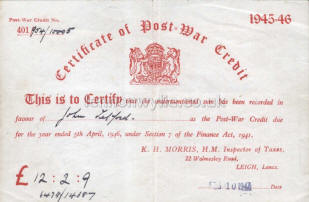 Post-War Credit No.
1945-46
401 954/10005
Certificate of Post-War Credit
This is to Certify that the undermentioned sum has been recorded in
favour of John Telford. as the Post-War Credit due
for the year ended 5th April, 1946, under Section 7 of the Finance Act, 1941.
K. H. MORRIS, H.M. Inspector of Taxes.
22 Walmesley Road,
LEIGH, Lancs.
£ 12 : 2 : 9
Date